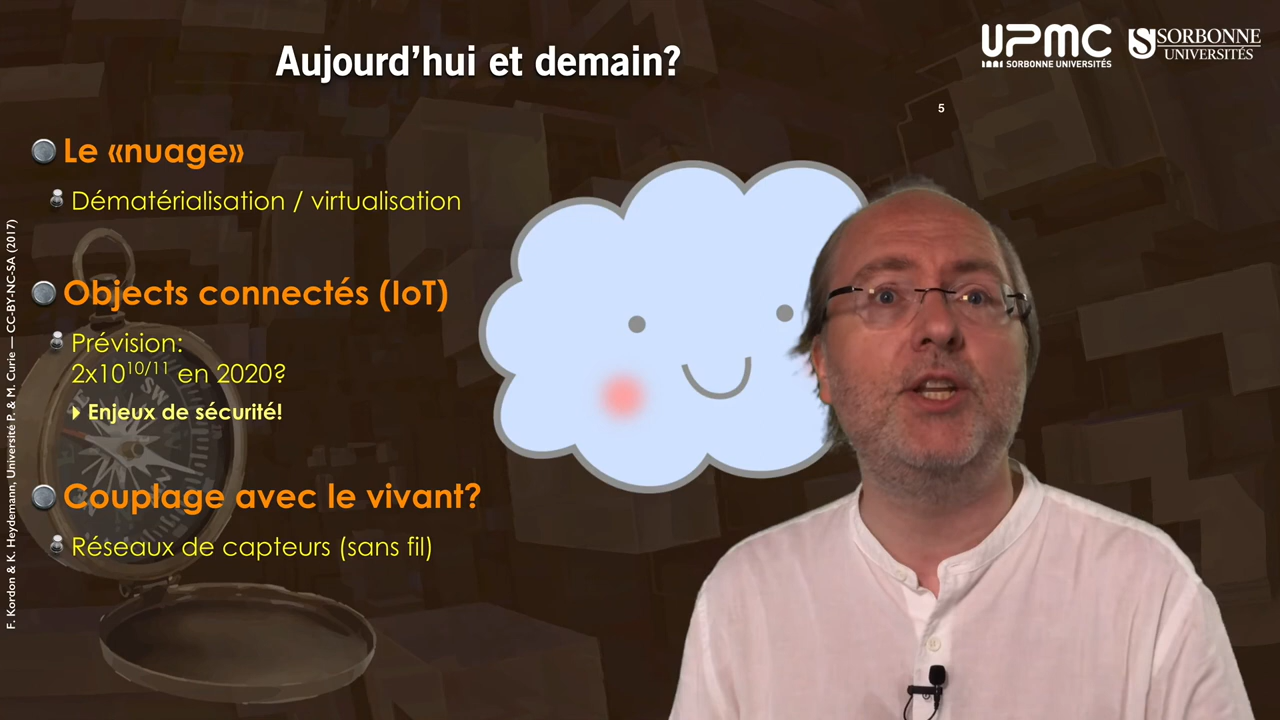 Aujourd’hui et demain?
UPMC
SORBONNE UNIVERSITÉS
SORBONNE
UNIVERSITÉS
5
Le «nuage»
Dématérialisation / virtualisation
Objects connectés (IoT)
Prévision:
2x10^10/11 en 2020?
Enjeux de sécurité!
Couplage avec le vivant?
Réseaux de capteurs (sans fil)
F. Kordon & K. Heydemann, Université P. & M. Curie — CC-BY-NC-SA (2017)
SW